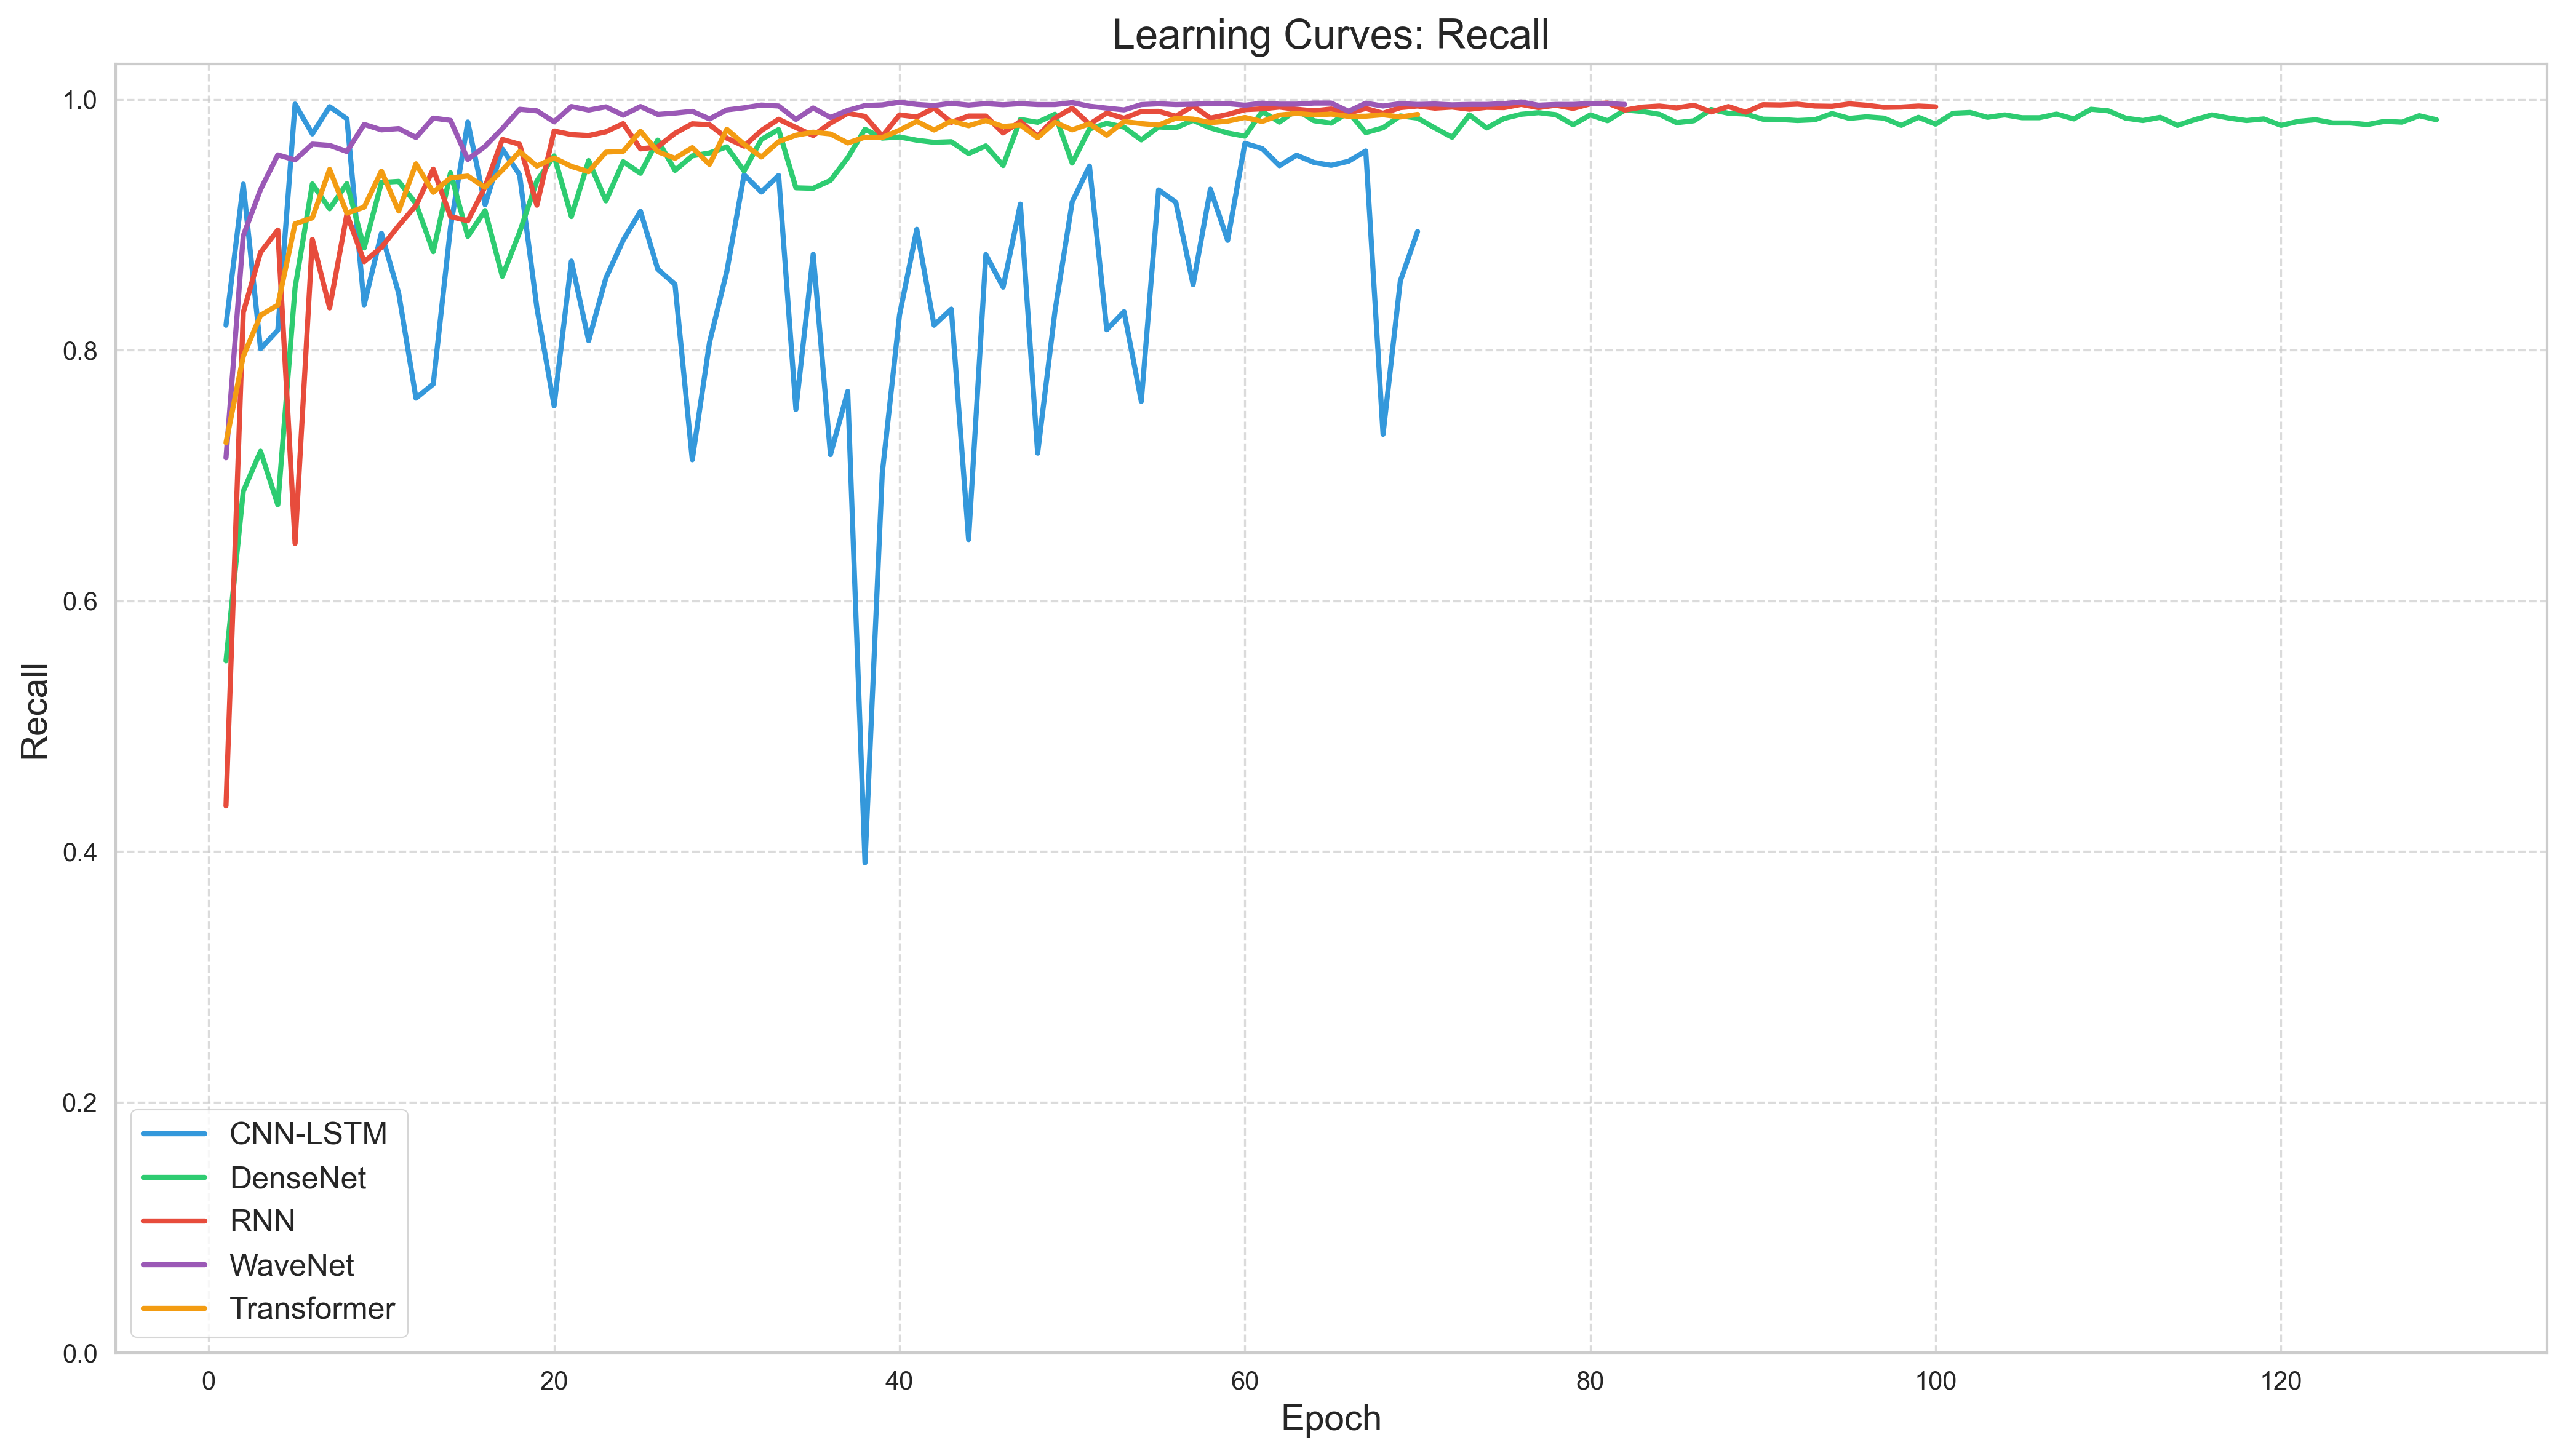 Learning Curves: Recall
Recall
1.0
0.8
0.6
0.4
0.2
0.0
CNN-LSTM
DenseNet
RNN
WaveNet
Transformer
0 20 40 60 80 100 120
Epoch